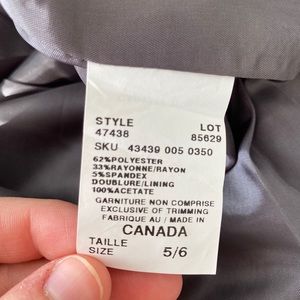 STYLE LOT
47438 85629
SKU 43439 005 0350
62%POLYESTER
33%RAYONNE/RAYON
5%SPANDEX
DOUBLURE/LINING
100%ACETATE
GARNITURE NON COMPRISE
EXCLUSIVE OF TRIMMING
FABRIQUE AU / MADE IN
CANADA
TAILLE
SIZE 5/6